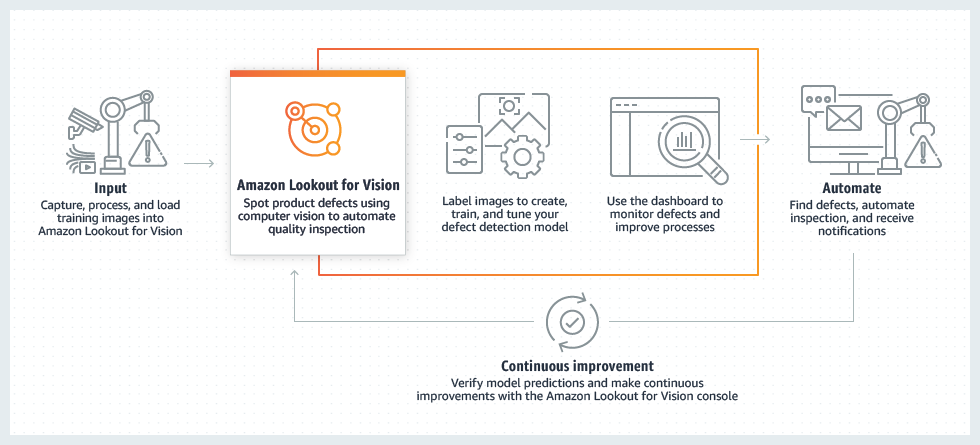 Input
Capture, process, and load
training images into
Amazon Lookout for Vision
Amazon Lookout for Vision
Spot product defects using
computer vision to automate
quality inspection
Label images to create,
train, and tune your
defect detection model
Use the dashboard to
monitor defects and
improve processes
Automate
Find defects, automate
inspection, and receive
notifications
Continuous improvement
Verify model predictions and make continuous
improvements with the Amazon Lookout for Vision console